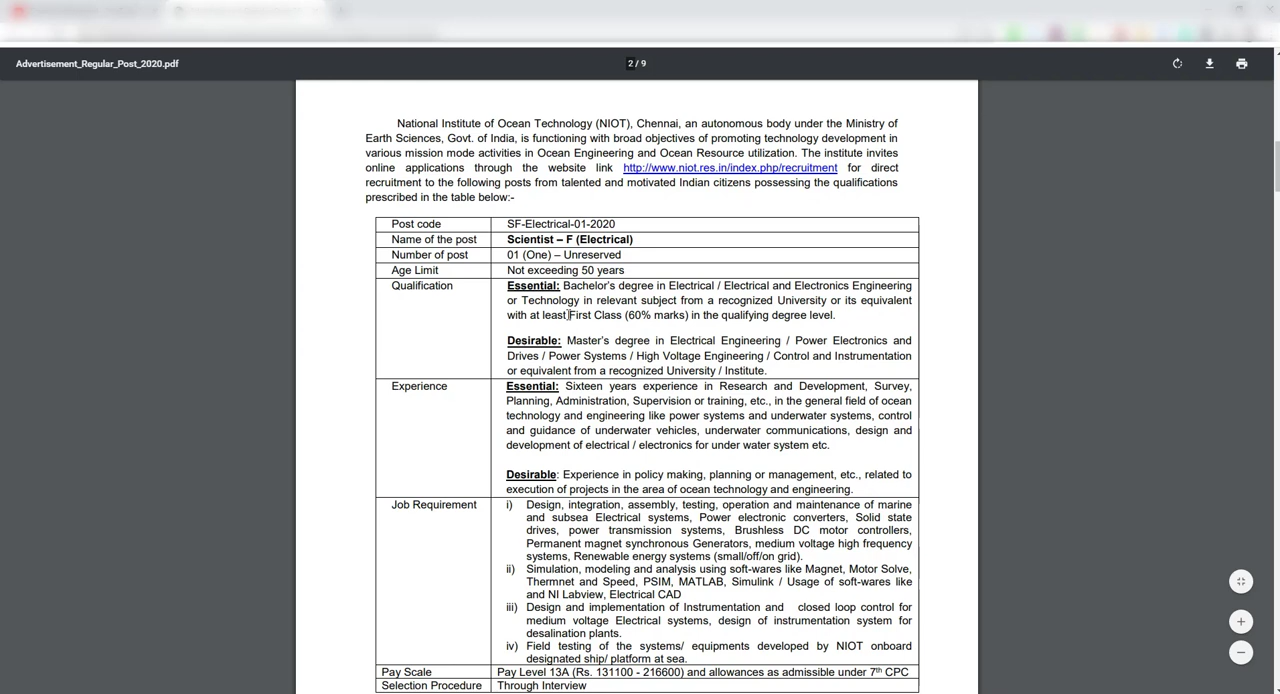 Advertisement_Regular_Post_2020.pdf
2 / 9
National Institute of Ocean Technology (NIOT), Chennai, an autonomous body under the Ministry of
Earth Sciences, Govt. of India, is functioning with broad objectives of promoting technology development in
various mission mode activities in Ocean Engineering and Ocean Resource utilization. The institute invites
online applications through the website link http://www.niot.res.in/index.php/recruitment for direct
recruitment to the following posts from talented and motivated Indian citizens possessing the qualifications
prescribed in the table below:-
Post code SF-Electrical-01-2020
Name of the post Scientist – F (Electrical)
Number of post 01 (One) – Unreserved
Age Limit Not exceeding 50 years
Qualification Essential: Bachelor's degree in Electrical / Electrical and Electronics Engineering
or Technology in relevant subject from a recognized University or its equivalent
with at least First Class (60% marks) in the qualifying degree level.
Desirable: Master's degree in Electrical Engineering / Power Electronics and
Drives / Power Systems / High Voltage Engineering / Control and Instrumentation
or equivalent from a recognized University / Institute.
Experience Essential: Sixteen years experience in Research and Development, Survey,
Planning, Administration, Supervision or training, etc., in the general field of ocean
technology and engineering like power systems and underwater systems, control
and guidance of underwater vehicles, underwater communications, design and
development of electrical / electronics for under water system etc.
Desirable: Experience in policy making, planning or management, etc., related to
execution of projects in the area of ocean technology and engineering.
Job Requirement i) Design, integration, assembly, testing, operation and maintenance of marine
and subsea Electrical systems, Power electronic converters, Solid state
drives, power transmission systems, Brushless DC motor controllers,
Permanent magnet synchronous Generators, medium voltage high frequency
systems, Renewable energy systems (small/off/on grid).
ii) Simulation, modeling and analysis using soft-wares like Magnet, Motor Solve,
Thermnet and Speed, PSIM, MATLAB, Simulink / Usage of soft-wares like
and NI Labview, Electrical CAD
iii) Design and implementation of Instrumentation and closed loop control for
medium voltage Electrical systems, design of instrumentation system for
desalination plants.
iv) Field testing of the systems/ equipments developed by NIOT onboard
designated ship/ platform at sea.
Pay Scale Pay Level 13A (Rs. 131100 - 216600) and allowances as admissible under 7th CPC
Selection Procedure Through Interview